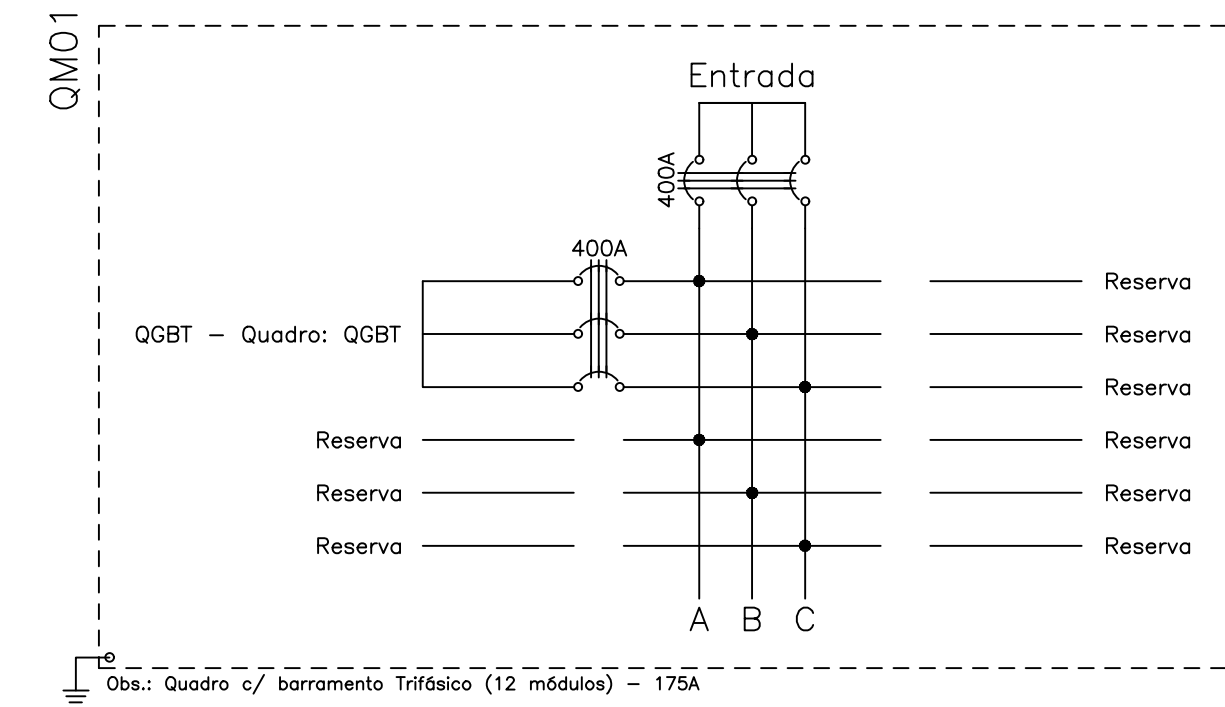 QM01
Entrada
400A
400A
Reserva
QGBT - Quadro: QGBT
Reserva
Reserva
Reserva
Reserva
Reserva
Reserva
Reserva
Reserva
A B C
Obs.: Quadro c/ barramento Trifásico (12 módulos) - 175A